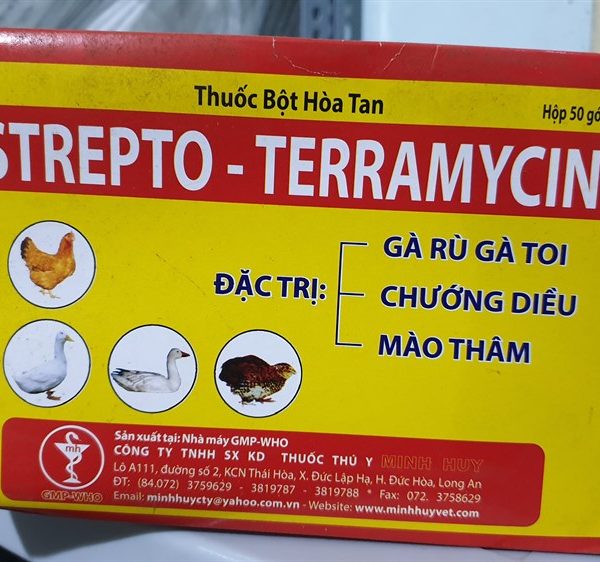 Thuốc Bột Hòa Tan
Hộp 50 gó
STREPTO - TERRAMYCIN
ĐẶC TRỊ:
GÀ RÙ GÀ TOI
CHƯỚNG DIỀU
MÀO THÂM
mh
GMP-WHO
Sản xuất tại: Nhà máy GMP-WHO
CÔNG TY TNHH SX KD THUỐC THÚ Y MINH HUY
Lô A111, đường số 2, KCN Thái Hòa, X. Đức Lập Hạ, H. Đức Hòa, Long An
ĐT: (84.072) 3759629 - 3819787 - 3819788 * Fax: 072. 3758629
Email: minhhuycty@yahoo.com.vn - Website: www.minhhuyvet.com